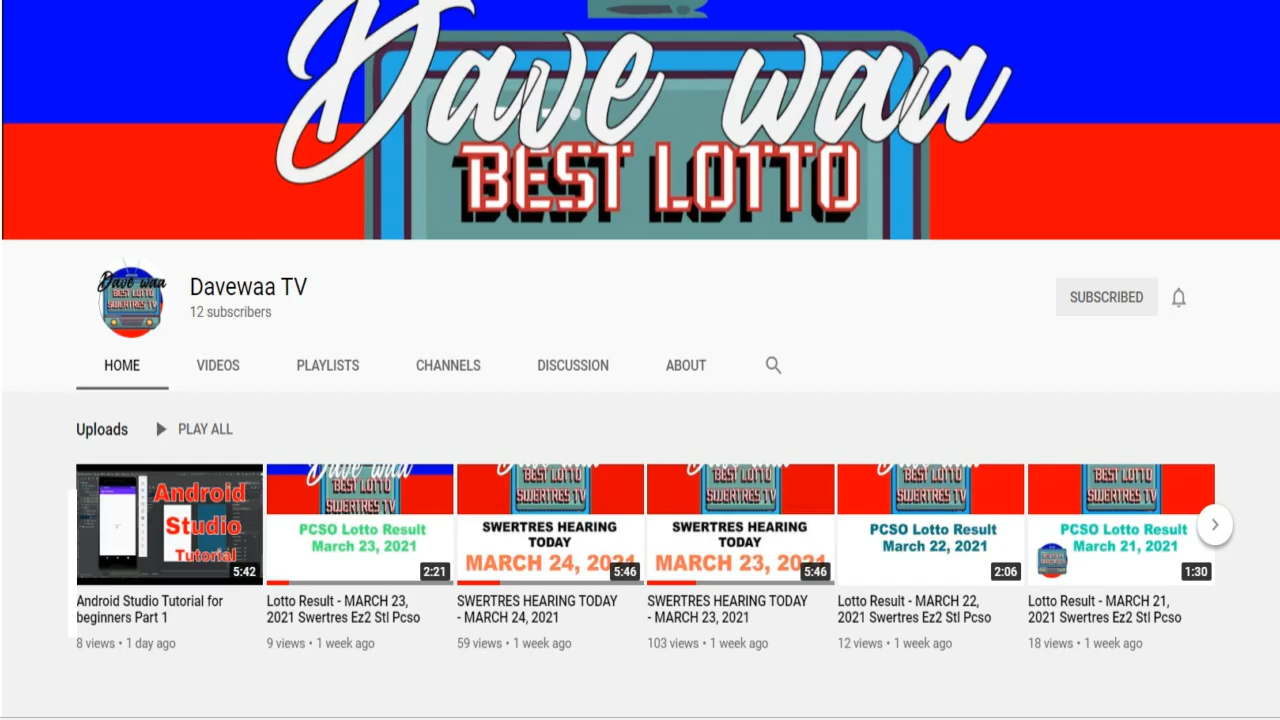 Dave waa
BEST LOTTO
Dave waa
BEST LOTTO
SWERTRES TV
Davewaa TV
12 subscribers
SUBSCRIBED
HOME VIDEOS PLAYLISTS CHANNELS DISCUSSION ABOUT
Uploads PLAY ALL
Android
Studio
Tutorial
5:42
Dave waa
BEST LOTTO
SWERTRES TV
PCSO Lotto Result
March 23, 2021
2:21
BEST LOTTO
SWERTRES TV
SWERTRES HEARING
TODAY
MARCH 24, 2021
5:46
BEST LOTTO
SWERTRES TV
SWERTRES HEARING
TODAY
MARCH 23, 2021
5:46
BEST LOTTO
SWERTRES TV
PCSO Lotto Result
March 22, 2021
2:06
BEST LOTTO
SWERTRES TV
PCSO Lotto Result
March 21, 2021
1:30
Android Studio Tutorial for
beginners Part 1
8 views • 1 day ago
Lotto Result - MARCH 23,
2021 Swertres Ez2 Stl Pcso
9 views • 1 week ago
SWERTRES HEARING TODAY
- MARCH 24, 2021
59 views • 1 week ago
SWERTRES HEARING TODAY
- MARCH 23, 2021
103 views • 1 week ago
Lotto Result - MARCH 22,
2021 Swertres Ez2 Stl Pcso
12 views • 1 week ago
Lotto Result - MARCH 21,
2021 Swertres Ez2 Stl Pcso
18 views • 1 week ago